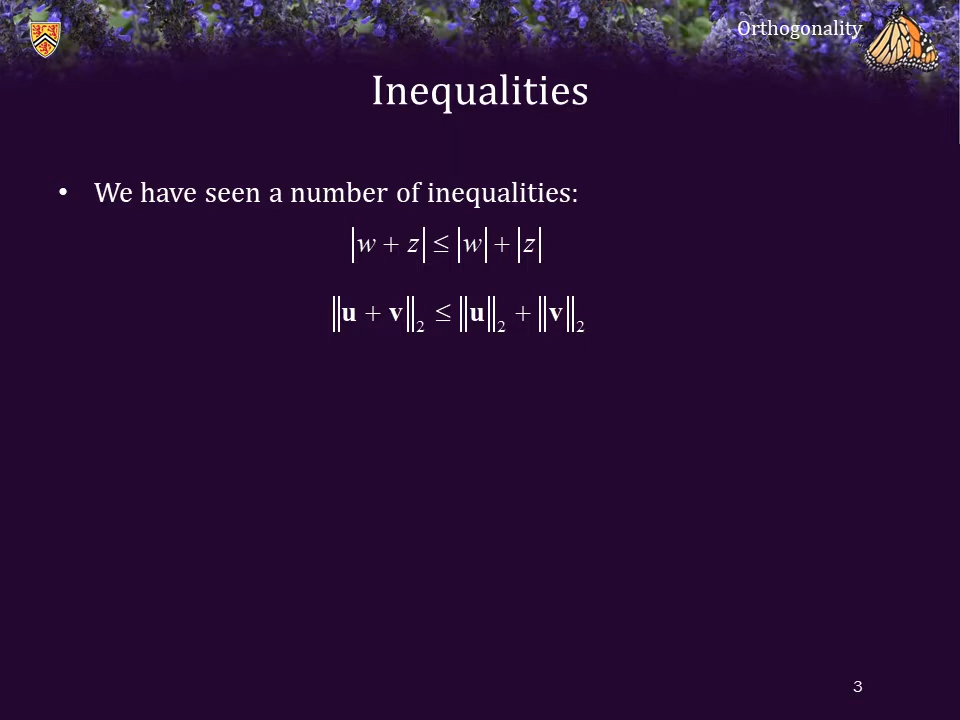 Orthogonality
Inequalities
• We have seen a number of inequalities:
|w + z| ≤ |w| + |z|
‖u + v‖₂ ≤ ‖u‖₂ + ‖v‖₂
3